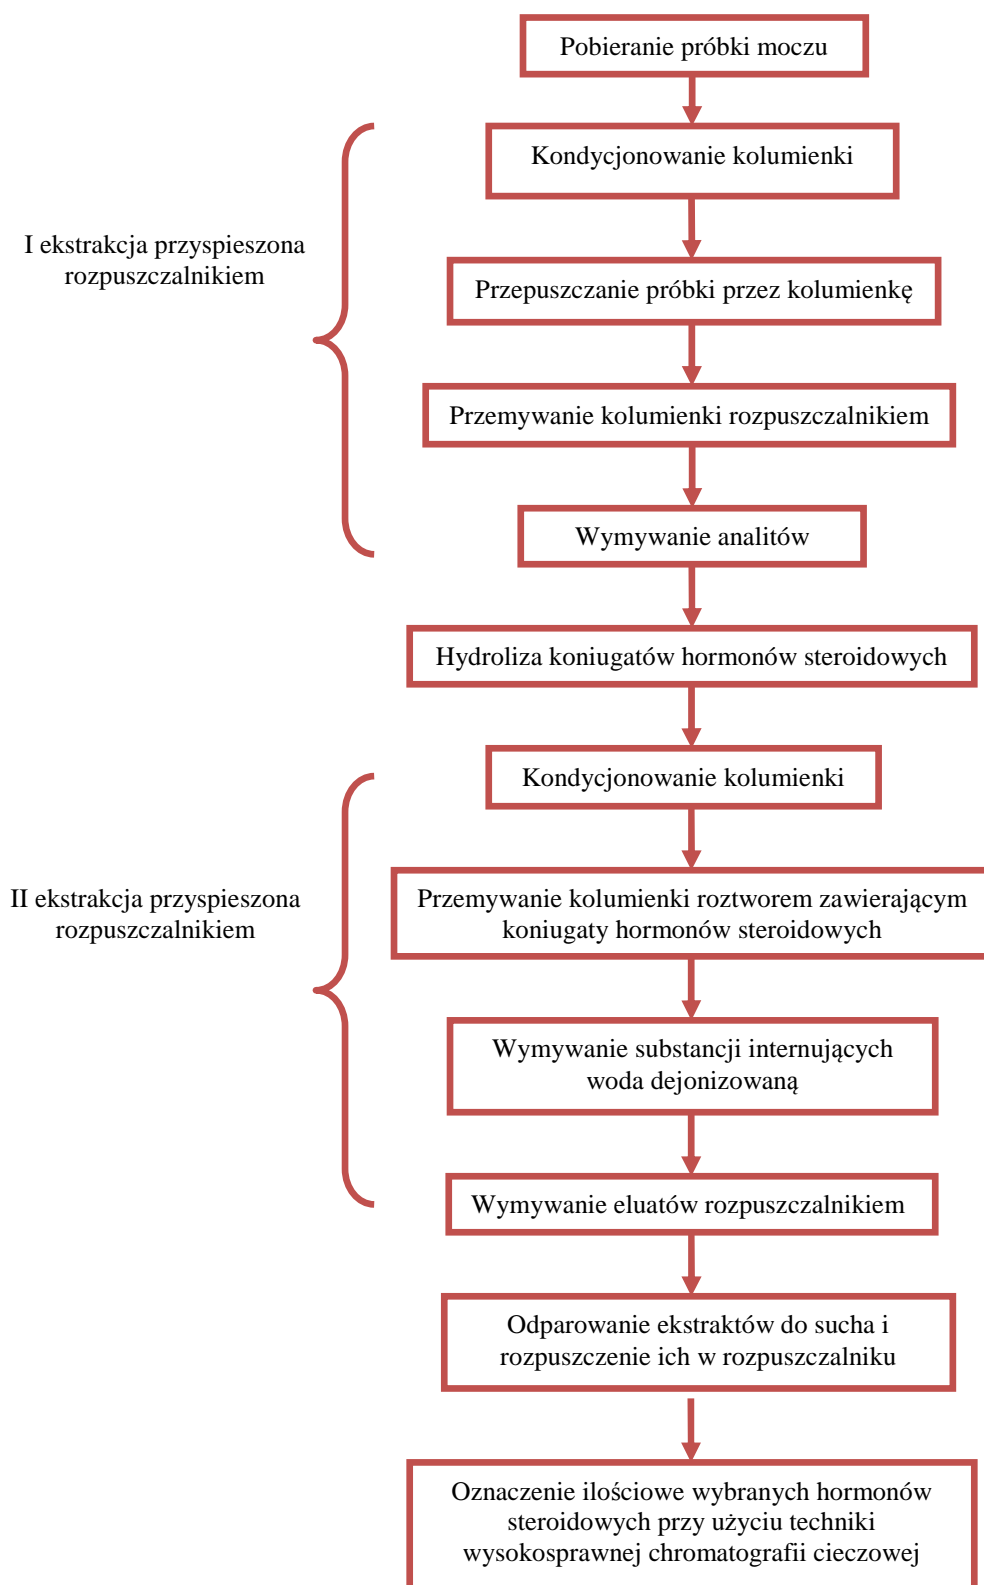 Pobieranie próbki moczu
Kondycjonowanie kolumienki
I ekstrakcja przyspieszona
rozpuszczalnikiem
Przepuszczanie próbki przez kolumienkę
Przemywanie kolumienki rozpuszczalnikiem
Wymywanie analitów
Hydroliza koniugatów hormonów steroidowych
Kondycjonowanie kolumienki
II ekstrakcja przyspieszona
rozpuszczalnikiem
Przemywanie kolumienki roztworem zawierającym
koniugaty hormonów steroidowych
Wymywanie substancji internujących
woda dejonizowaną
Wymywanie eluatów rozpuszczalnikiem
Odparowanie ekstraktów do sucha i
rozpuszczenie ich w rozpuszczalniku
Oznaczenie ilościowe wybranych hormonów
steroidowych przy użyciu techniki
wysokosprawnej chromatografii cieczowej